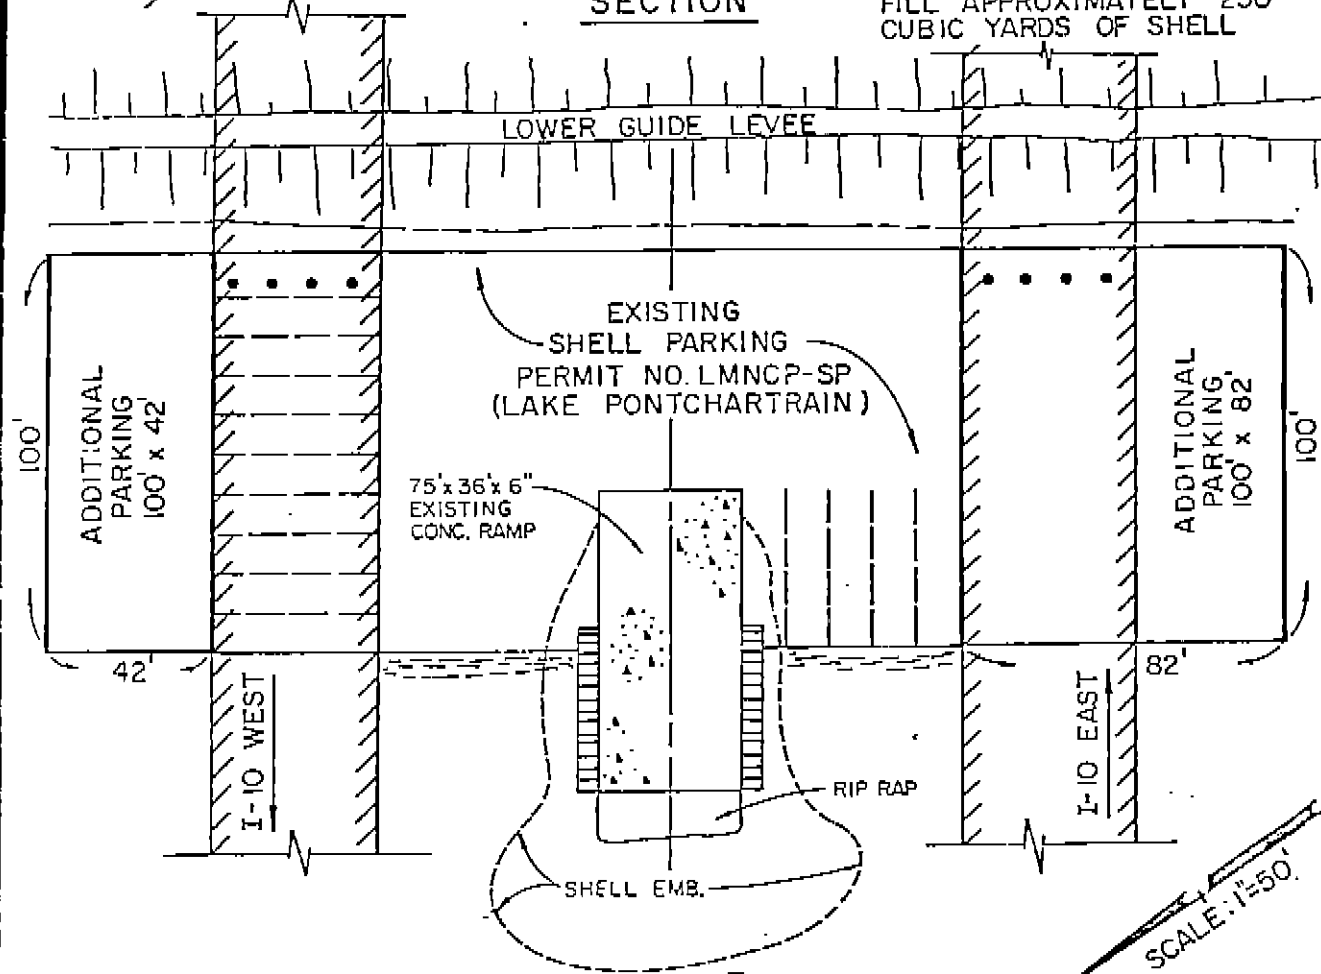 SECTION
FILL APPROXIMATELY 250
CUBIC YARDS OF SHELL
LOWER GUIDE LEVEE
EXISTING
SHELL PARKING
PERMIT NO. LMNCP-SP
(LAKE PONTCHARTRAIN)
100'
ADDITIONAL
PARKING
100' x 42'
75'x 36'x 6"
EXISTING
CONC. RAMP
ADDITIONAL
PARKING
100' x 82'
100'
42'
82'
I-10 WEST
I-10 EAST
RIP RAP
SHELL EMB.
SCALE: 1"=50'